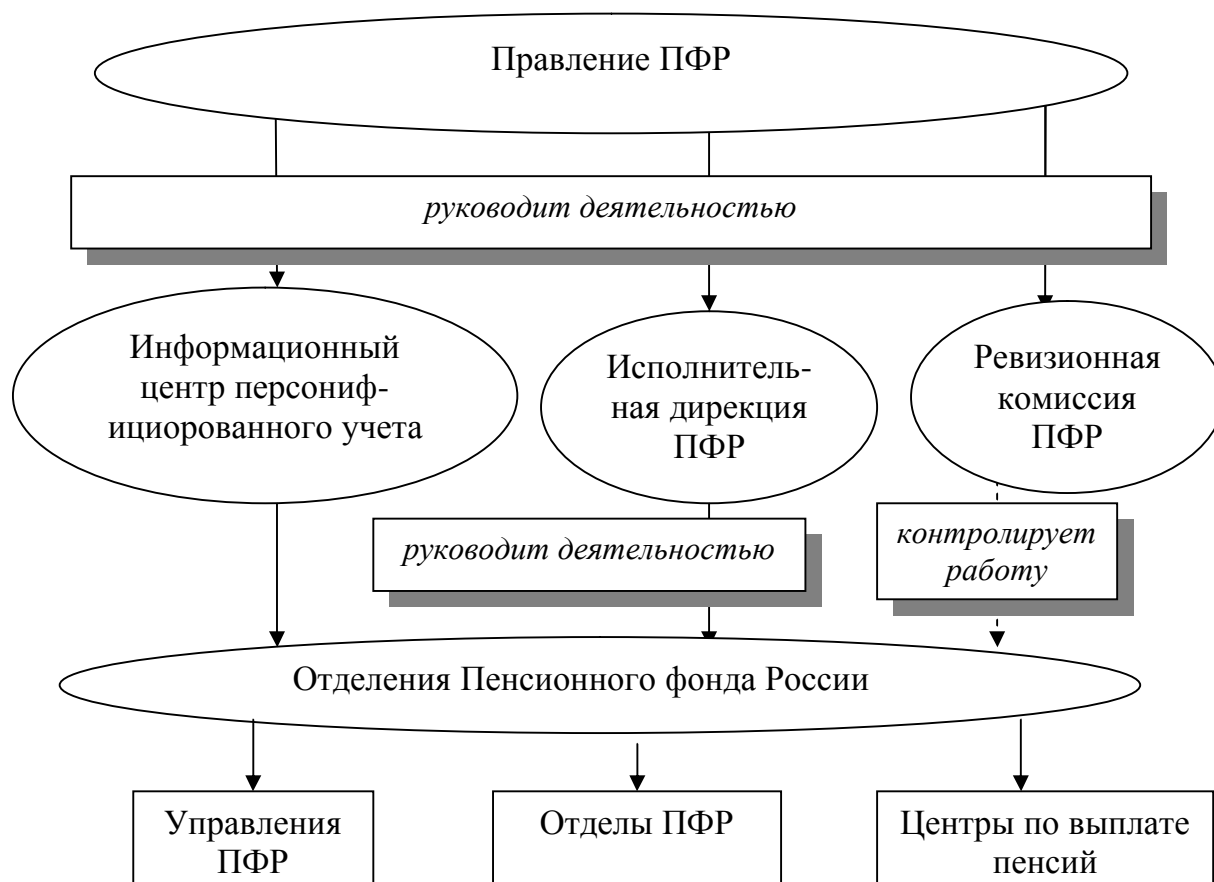 Правление ПФР
руководит деятельностью
Информационный
центр персониф-
ициорованного учета
Исполнитель-
ная дирекция
ПФР
Ревизионная
комиссия
ПФР
руководит деятельностью
контролирует
работу
Отделения Пенсионного фонда России
Управления
ПФР
Отделы ПФР
Центры по выплате
пенсий